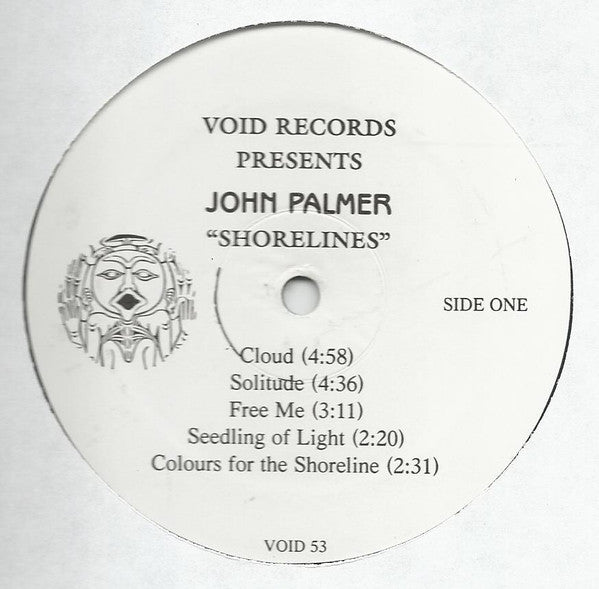 VOID RECORDS
PRESENTS
JOHN PALMER
“SHORELINES”
SIDE ONE
Cloud (4:58)
Solitude (4:36)
Free Me (3:11)
Seedling of Light (2:20)
Colours for the Shoreline (2:31)
VOID 53